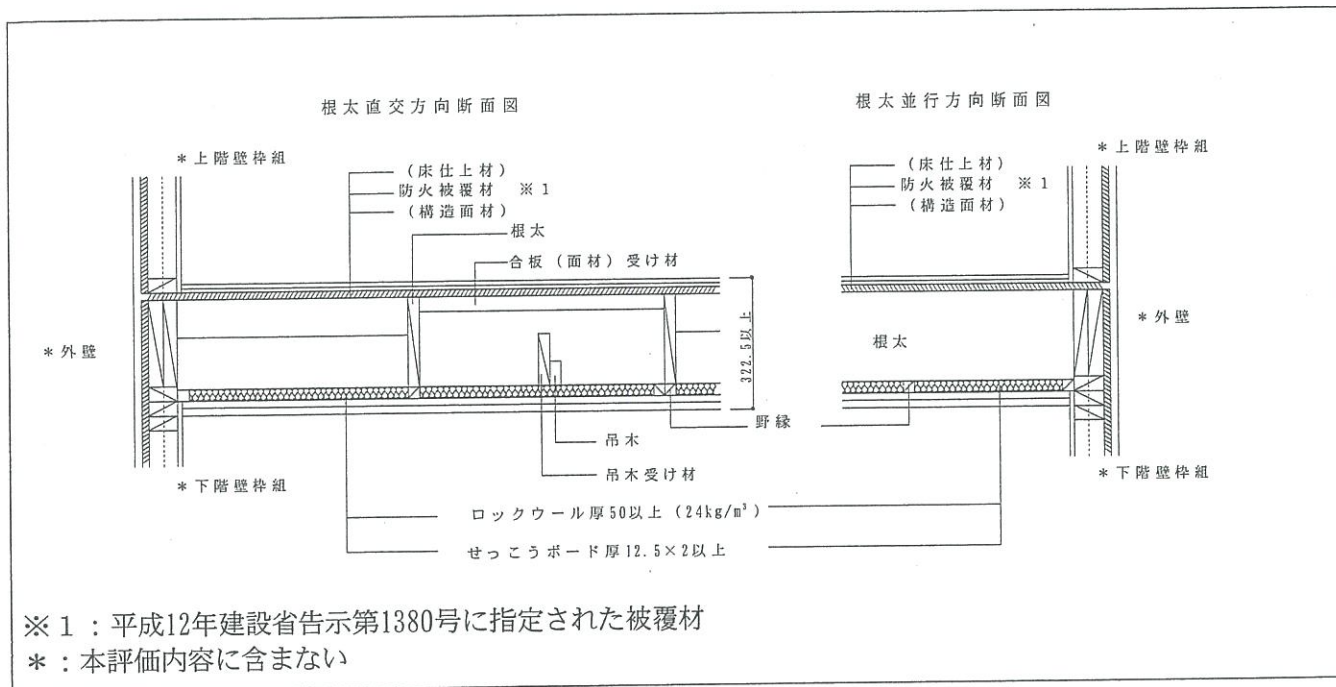 根太直交方向断面図
＊上階壁枠組
(床仕上材)
防火被覆材 ※1
(構造面材)
根太
合板（面材）受け材
＊外壁
322.5以上
吊木
吊木受け材
＊下階壁枠組
根太並行方向断面図
＊上階壁枠組
(床仕上材)
防火被覆材 ※1
(構造面材)
根太
＊外壁
野縁
＊下階壁枠組
ロックウール厚50以上（24kg/m³）
せっこうボード厚12.5×2以上
※１：平成12年建設省告示第1380号に指定された被覆材
＊：本評価内容に含まない